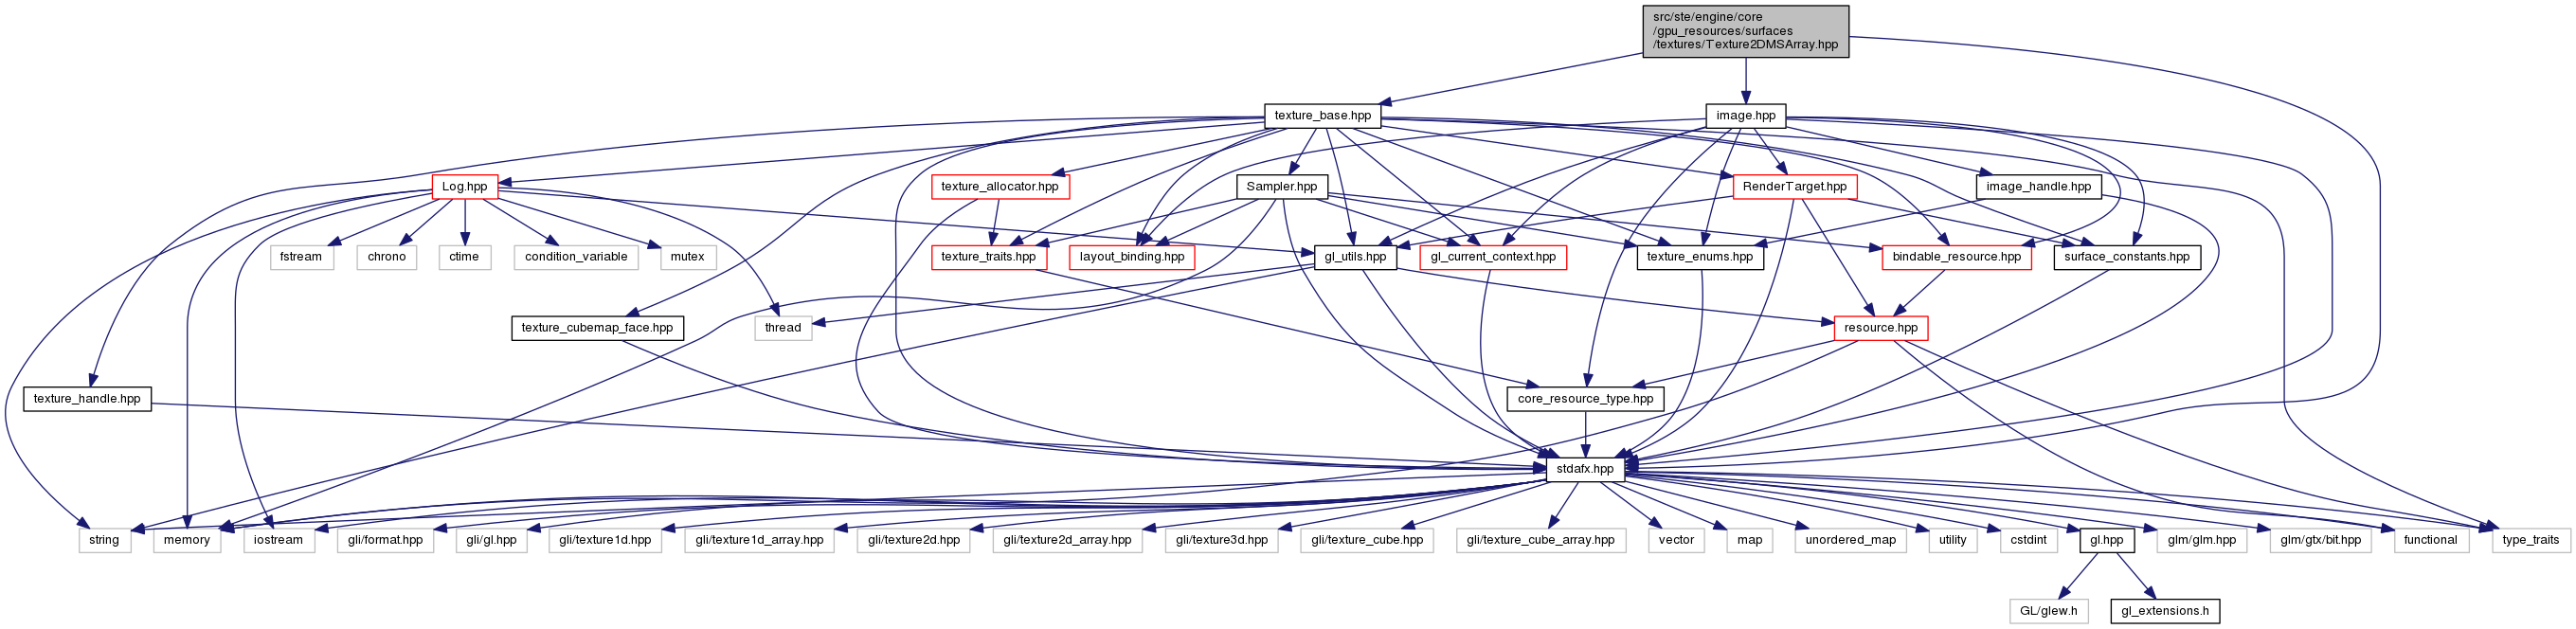 src/ste/engine/core
/gpu_resources/surfaces
/textures/Texture2DMSArray.hpp
texture_base.hpp
image.hpp
Log.hpp
texture_allocator.hpp
Sampler.hpp
RenderTarget.hpp
image_handle.hpp
fstream
chrono
ctime
condition_variable
mutex
texture_traits.hpp
layout_binding.hpp
gl_utils.hpp
gl_current_context.hpp
texture_enums.hpp
bindable_resource.hpp
surface_constants.hpp
texture_cubemap_face.hpp
thread
resource.hpp
texture_handle.hpp
core_resource_type.hpp
stdafx.hpp
string
memory
iostream
gli/format.hpp
gli/gl.hpp
gli/texture1d.hpp
gli/texture1d_array.hpp
gli/texture2d.hpp
gli/texture2d_array.hpp
gli/texture3d.hpp
gli/texture_cube.hpp
gli/texture_cube_array.hpp
vector
map
unordered_map
utility
cstdint
gl.hpp
glm/glm.hpp
glm/gtx/bit.hpp
functional
type_traits
GL/glew.h
gl_extensions.h